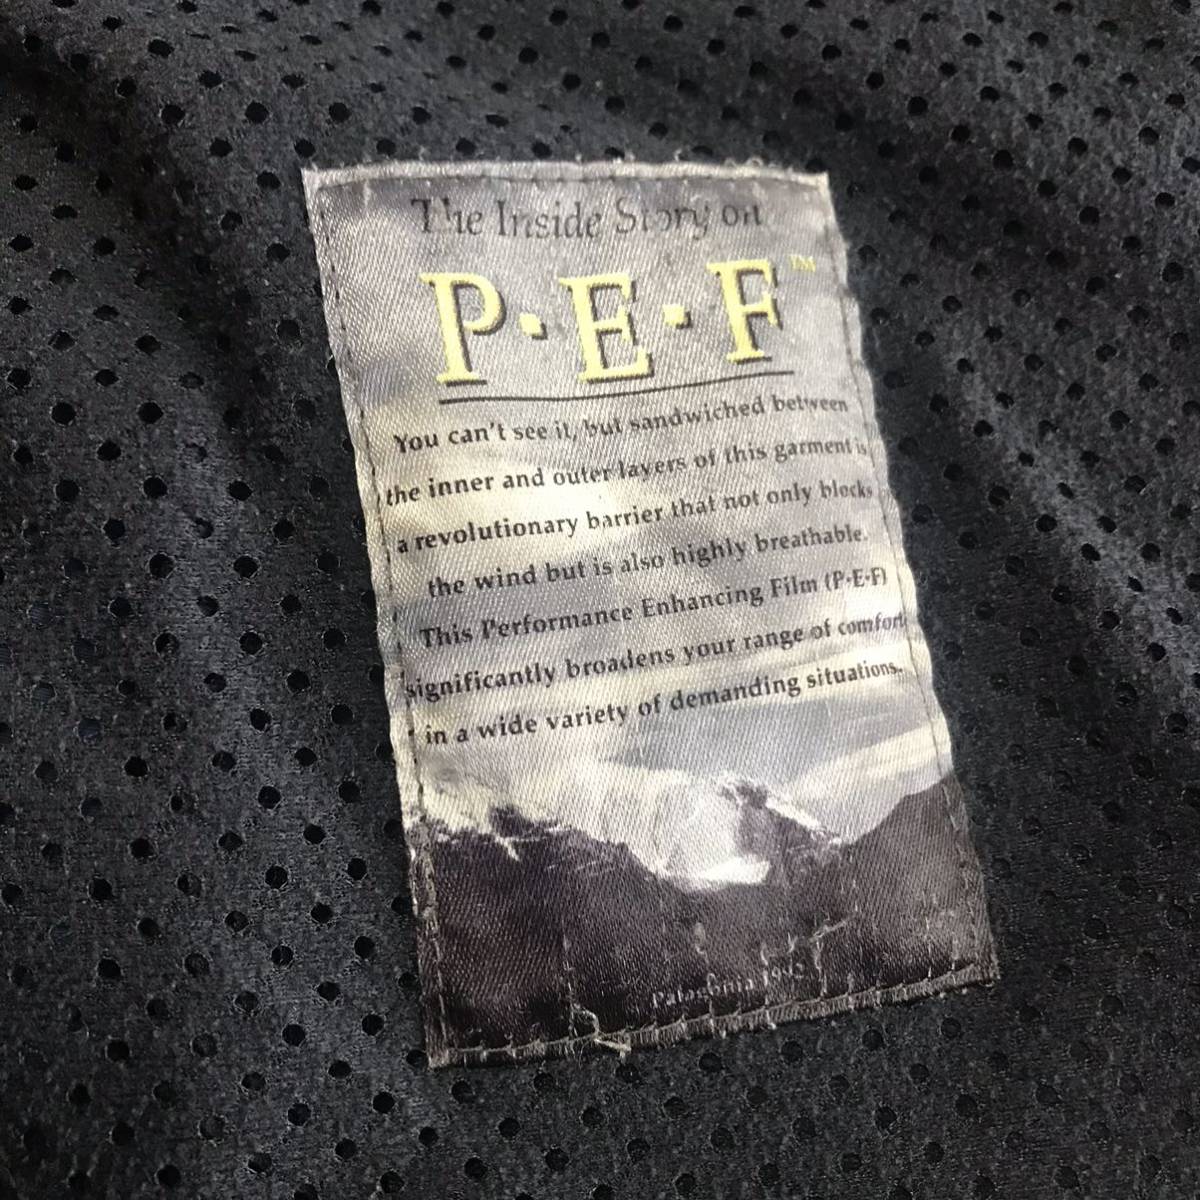 The Inside Story on
P·E·F™
You can't see it, but sandwiched between
the inner and outer layers of this garment is
a revolutionary barrier that not only blocks
the wind but is also highly breathable.
This Performance Enhancing Film (P·E·F)
significantly broadens your range of comfort
in a wide variety of demanding situations.
Patagonia 1992